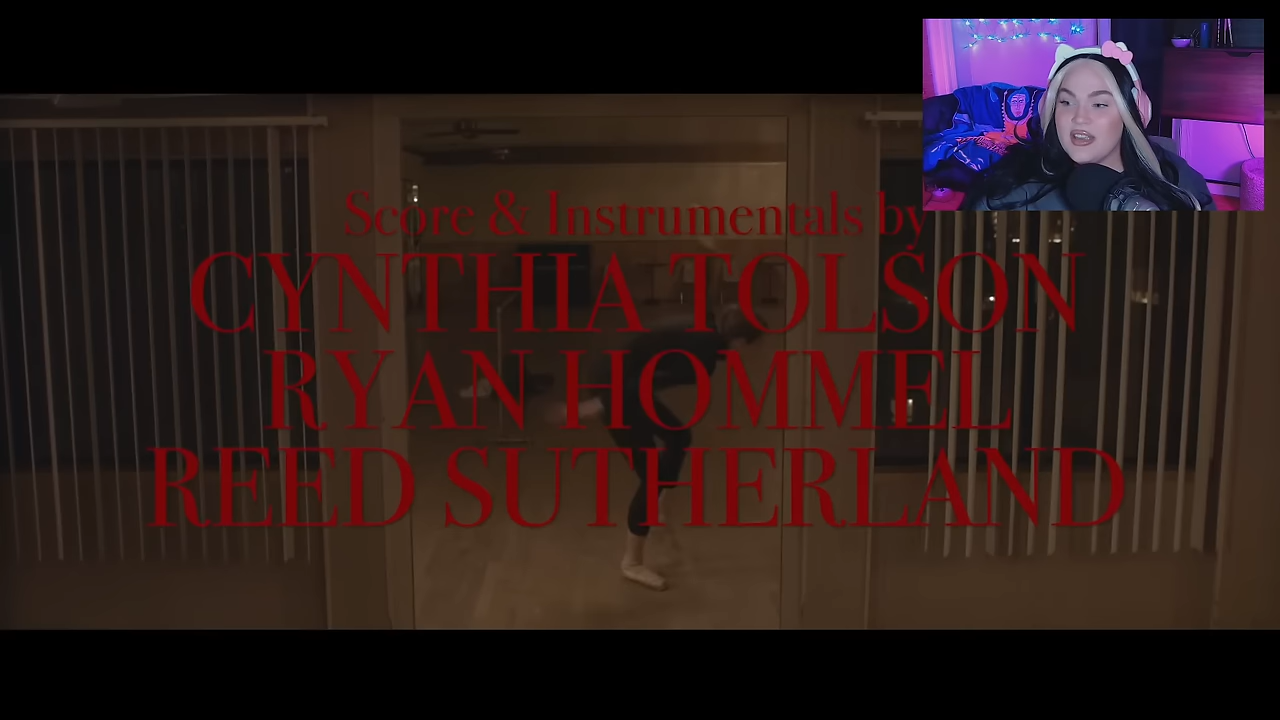 Score & Instrumentals by
CYNTHIA TOLSON
RYAN HOMMEL
REED SUTHERLAND